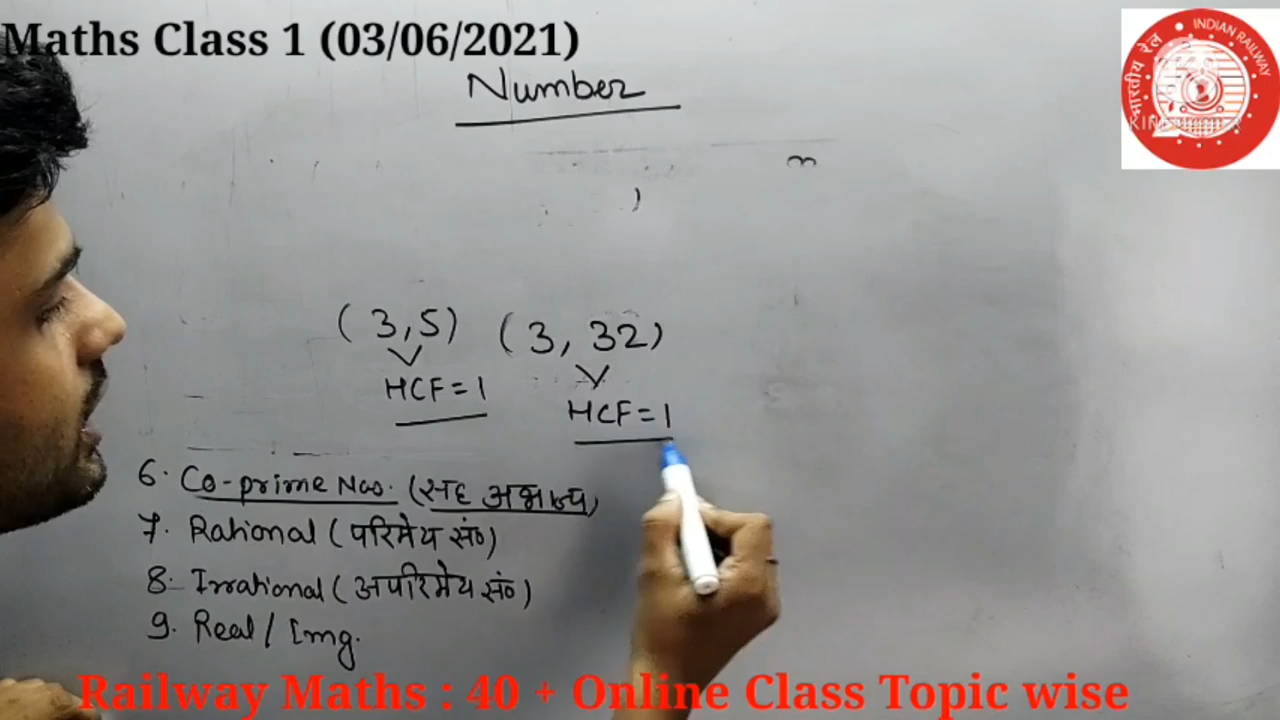 Maths Class 1 (03/06/2021)
भारतीय रेल INDIAN RAILWAY
Number
(3,5) (3, 32)
HCF=1
HCF=1
6. Co-prime Nos. (सह अभाज्य)
7. Rational (परिमेय सं०)
8. Irrational (अपरिमेय सं०)
9. Real / Img.
Railway Maths : 40 + Online Class Topic wise